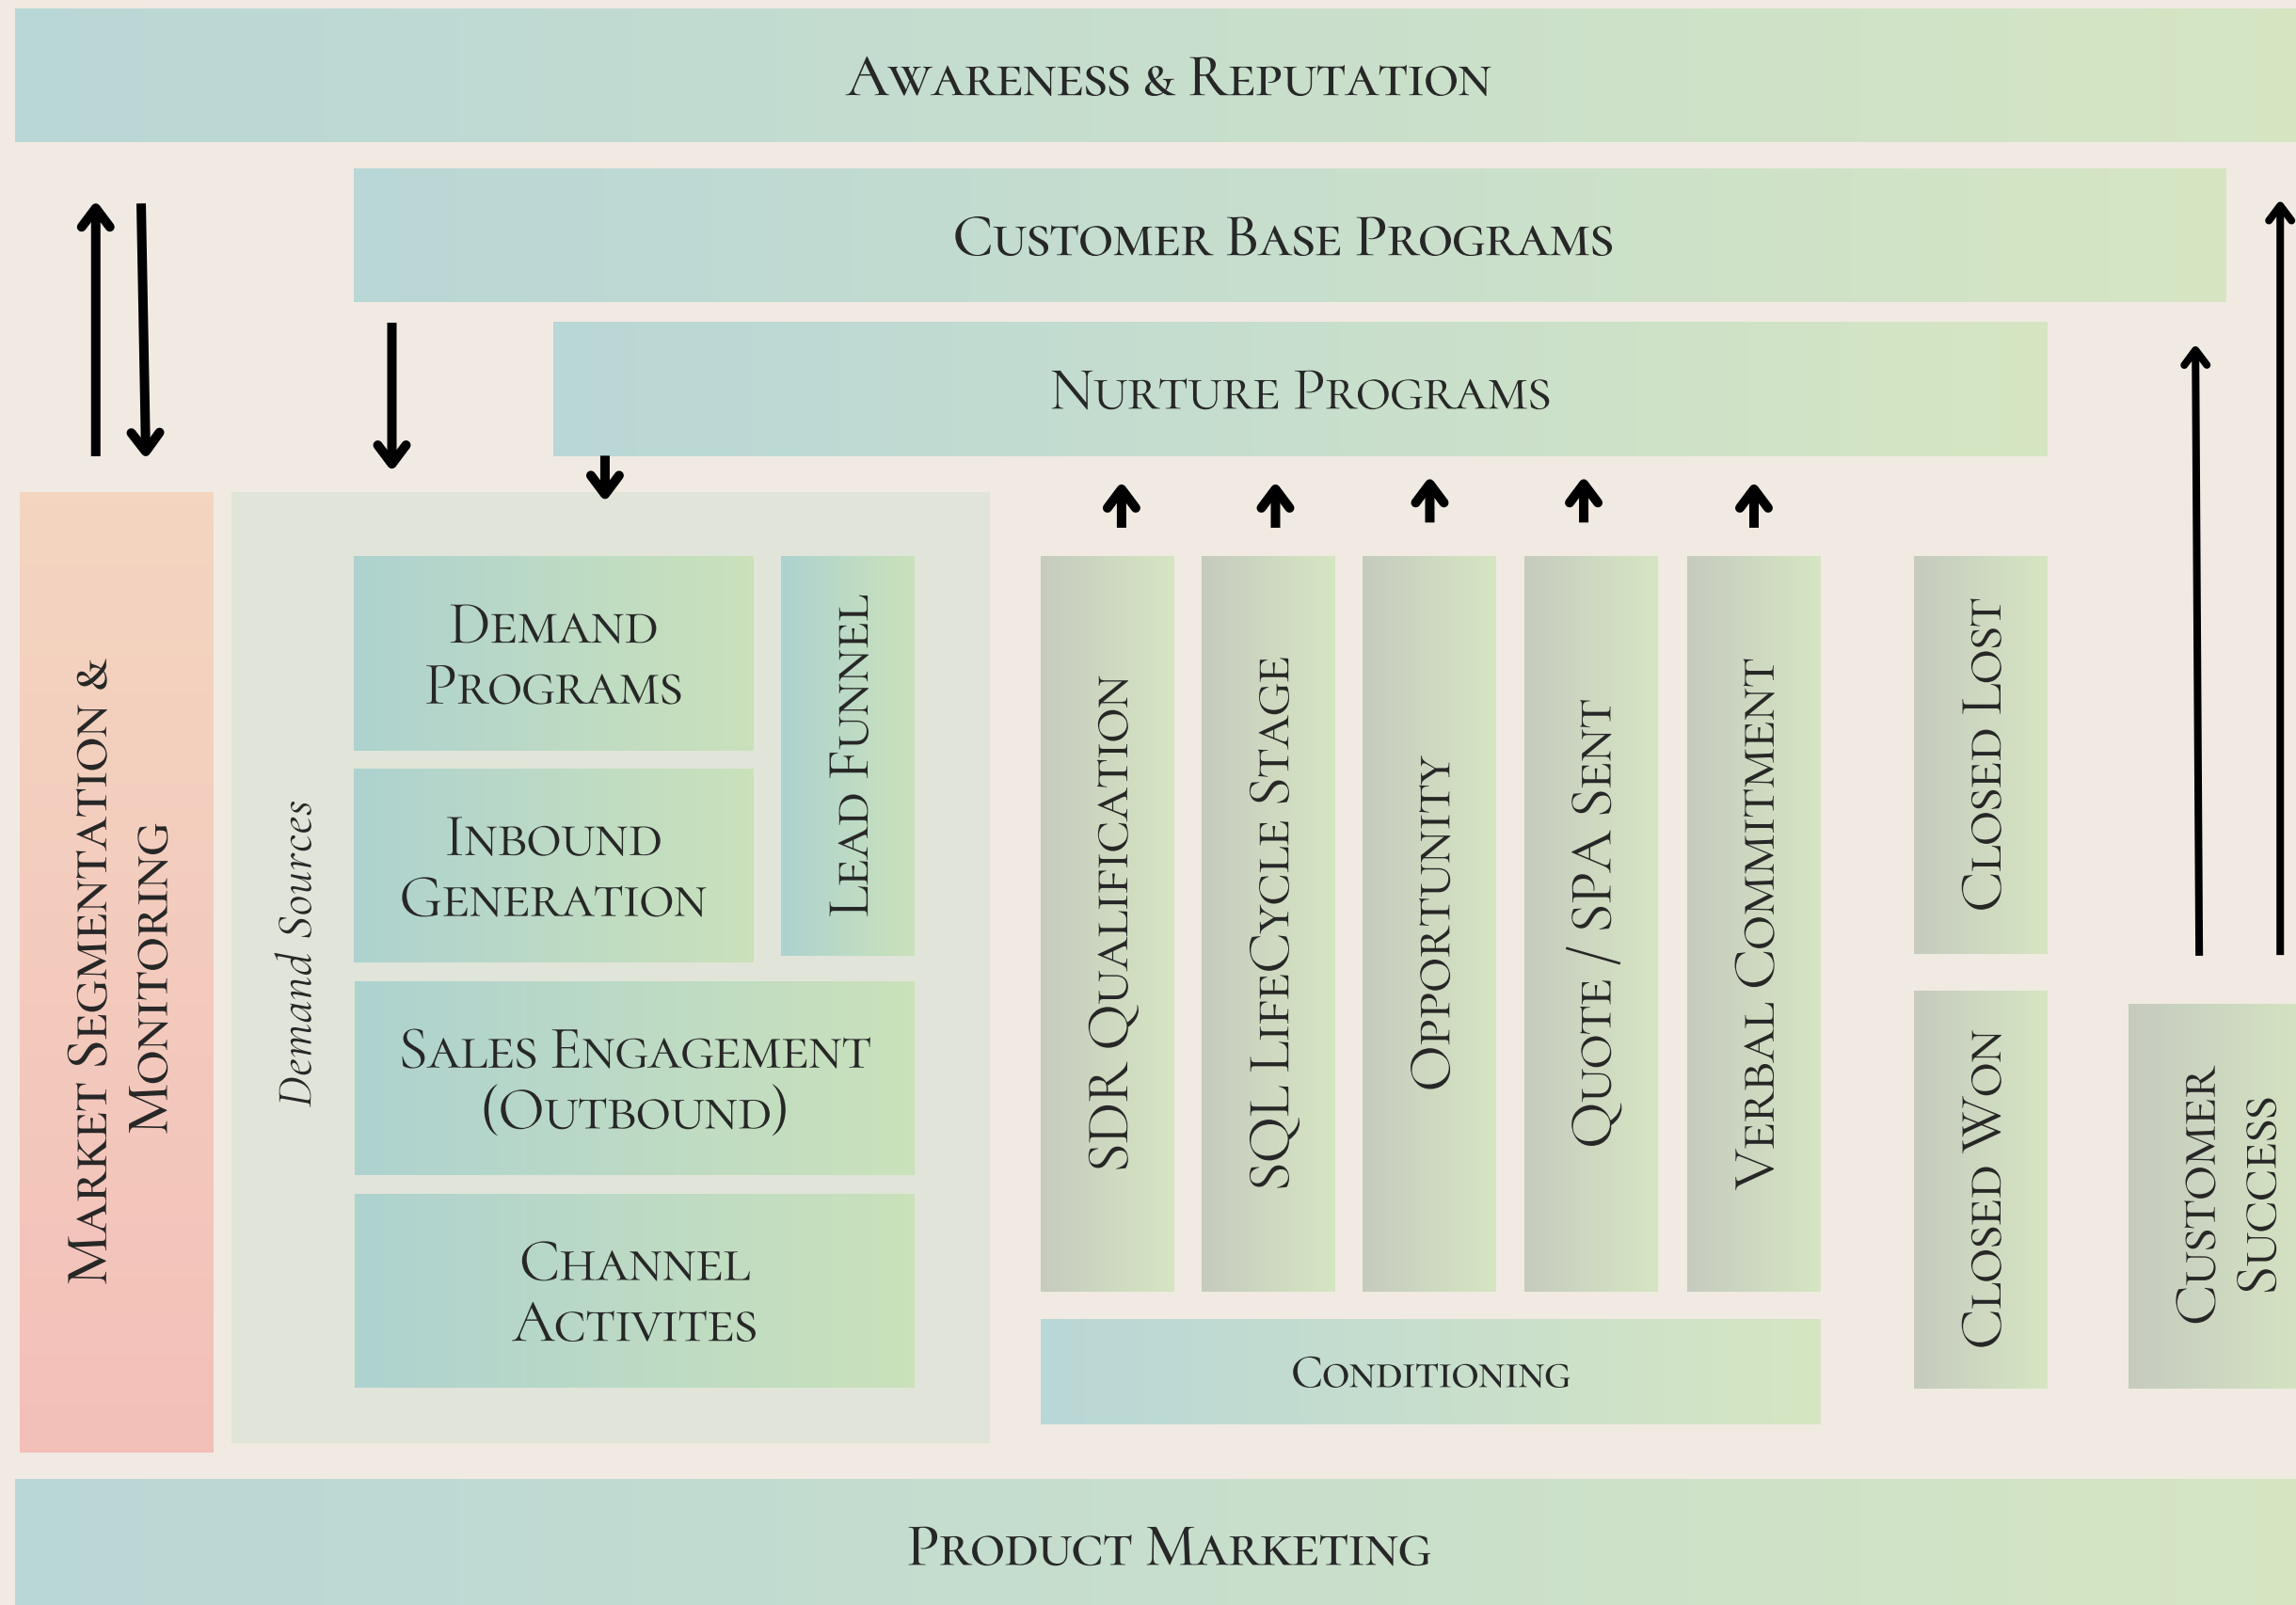 Awareness & Reputation
Customer Base Programs
Nurture Programs
Market Segmentation &
Monitoring
Demand Sources
Demand
Programs
Inbound
Generation
Lead Funnel
Sales Engagement
(Outbound)
Channel
Activites
SDR Qualification
SQL LifeCycle Stage
Opportunity
Quote / SPA Sent
Verbal Commitment
Conditioning
Closed Lost
Closed Won
Customer
Success
Product Marketing